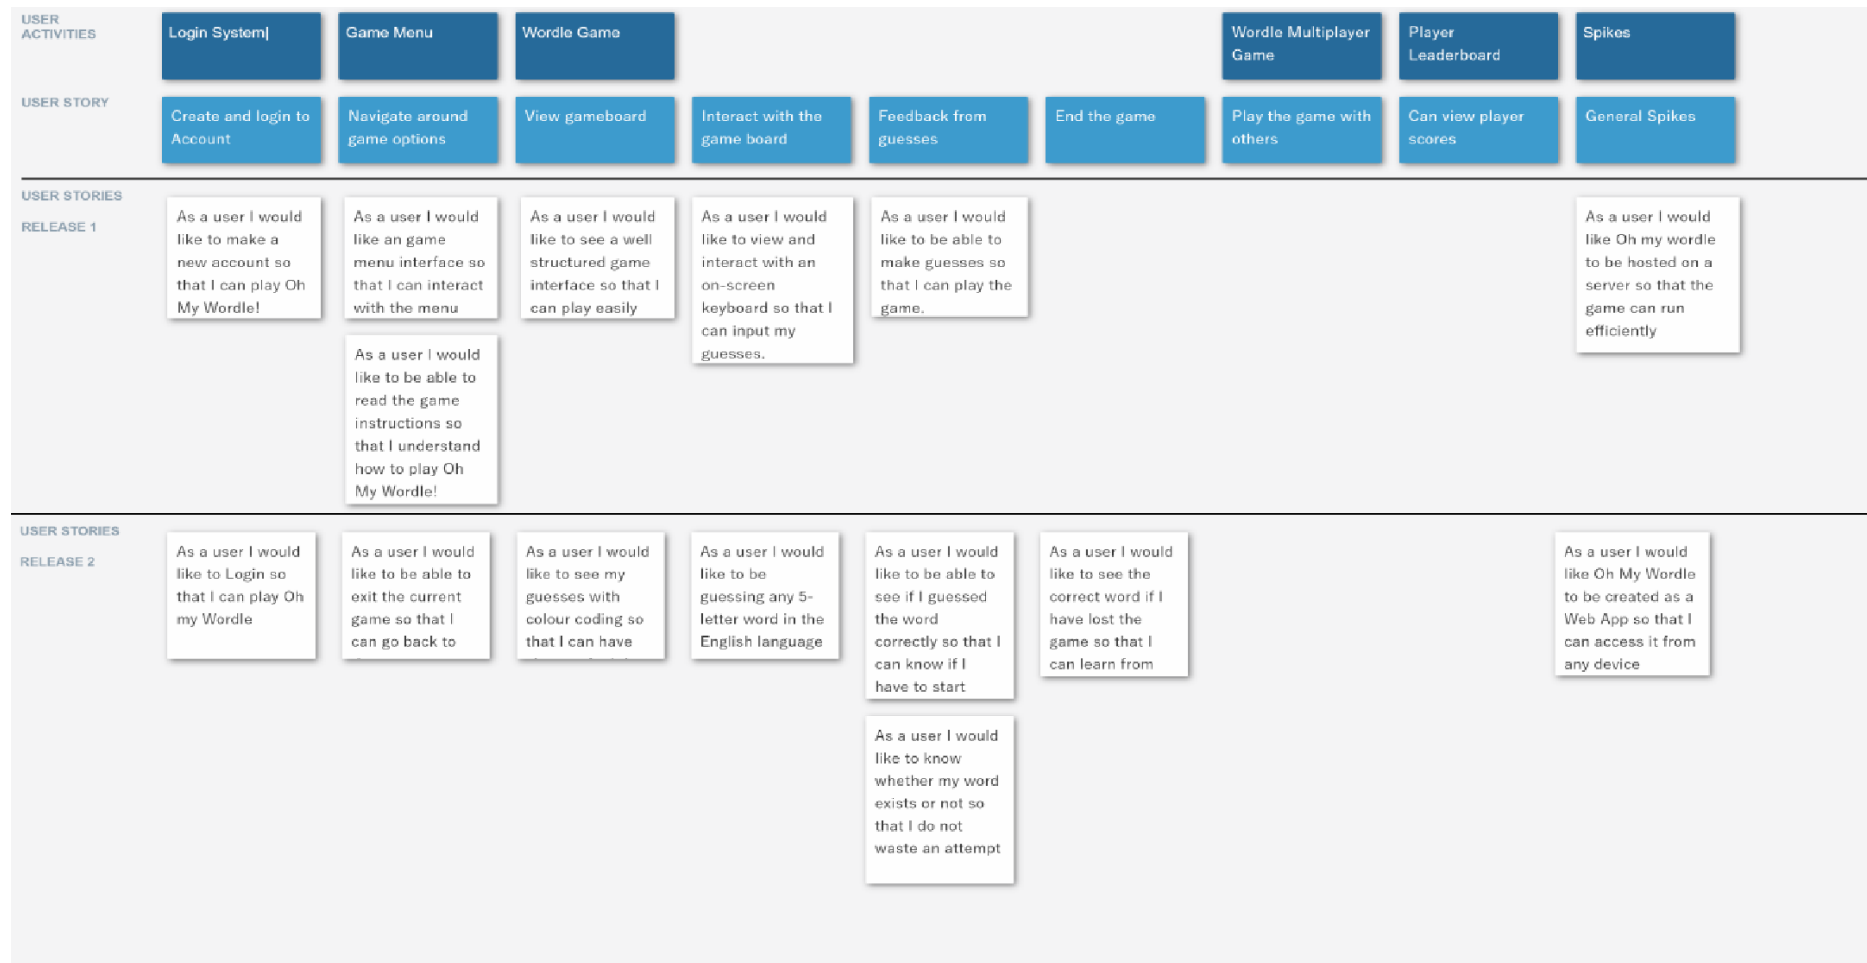 USER
ACTIVITIES
Login System|
Game Menu
Wordle Game
Wordle Multiplayer
Game
Player
Leaderboard
Spikes
USER STORY
Create and login to
Account
Navigate around
game options
View gameboard
Interact with the
game board
Feedback from
guesses
End the game
Play the game with
others
Can view player
scores
General Spikes
USER STORIES
RELEASE 1
As a user I would
like to make a
new account so
that I can play Oh
My Wordle!
As a user I would
like an game
menu interface so
that I can interact
with the menu
As a user I would
like to be able to
read the game
instructions so
that I understand
how to play Oh
My Wordle!
As a user I would
like to see a well
structured game
interface so that I
can play easily
As a user I would
like to view and
interact with an
on-screen
keyboard so that I
can input my
guesses.
As a user I would
like to be able to
make guesses so
that I can play the
game.
As a user I would
like Oh my wordle
to be hosted on a
server so that the
game can run
efficiently
USER STORIES
RELEASE 2
As a user I would
like to Login so
that I can play Oh
my Wordle
As a user I would
like to be able to
exit the current
game so that I
can go back to
As a user I would
like to see my
guesses with
colour coding so
that I can have
As a user I would
like to be
guessing any 5-
letter word in the
English language
As a user I would
like to be able to
see if I guessed
the word
correctly so that I
can know if I
have to start
As a user I would
like to know
whether my word
exists or not so
that I do not
waste an attempt
As a user I would
like to see the
correct word if I
have lost the
game so that I
can learn from
As a user I would
like Oh My Wordle
to be created as a
Web App so that I
can access it from
any device